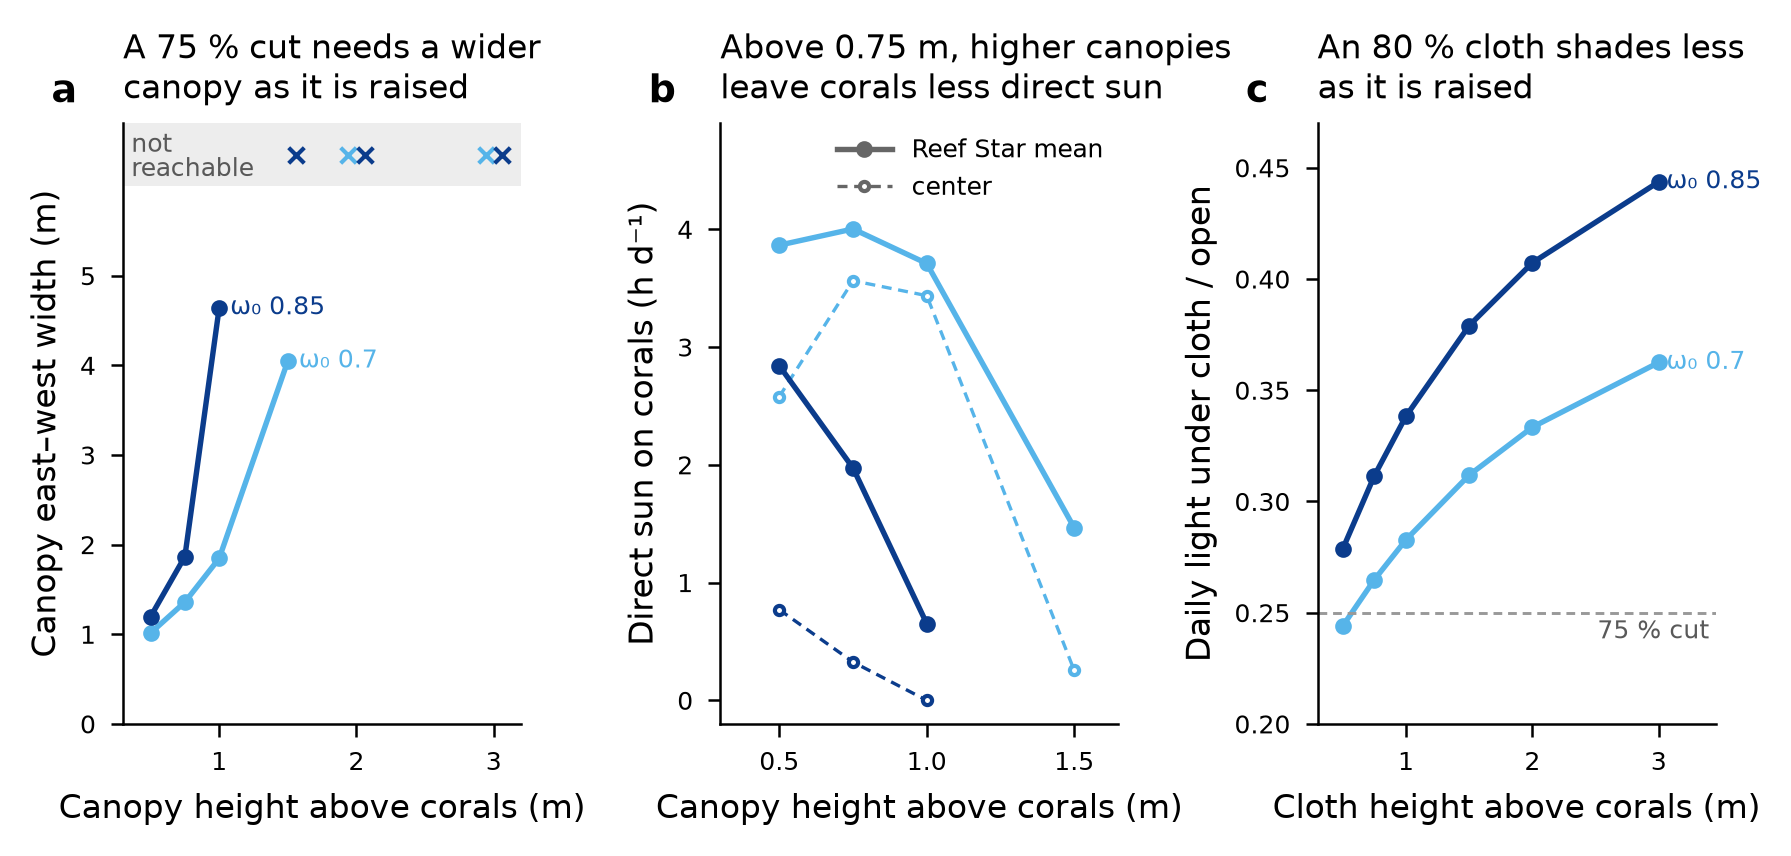 a
A 75 % cut needs a wider
canopy as it is raised
not
reachable
ω₀ 0.85
ω₀ 0.7
5
4
3
2
1
0
Canopy east–west width (m)
1
2
3
Canopy height above corals (m)
b
Above 0.75 m, higher canopies
leave corals less direct sun
Reef Star mean
center
4
3
2
1
0
Direct sun on corals (h d⁻¹)
0.5
1.0
1.5
Canopy height above corals (m)
c
An 80 % cloth shades less
as it is raised
ω₀ 0.85
ω₀ 0.7
75 % cut
0.45
0.40
0.35
0.30
0.25
0.20
Daily light under cloth / open
1
2
3
Cloth height above corals (m)